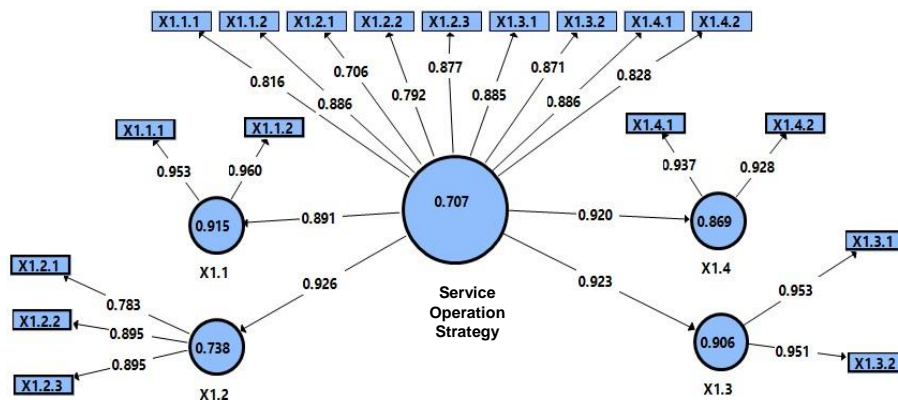 X1.1.1 X1.1.2 X1.2.1 X1.2.2 X1.2.3 X1.3.1 X1.3.2 X1.4.1 X1.4.2
0.816 0.886 0.706 0.792 0.877 0.885 0.871 0.886 0.828
X1.1.1 X1.1.2
0.953 0.960
X1.4.1 X1.4.2
0.937 0.928
0.915 0.891 0.707 0.920 0.869
X1.1
X1.4
X1.3.1
X1.2.1
0.783
0.926
Service
Operation
Strategy
0.923
0.953
X1.2.2
0.895
0.738
0.906
0.951
X1.3.2
X1.2.3
0.895
X1.2
X1.3